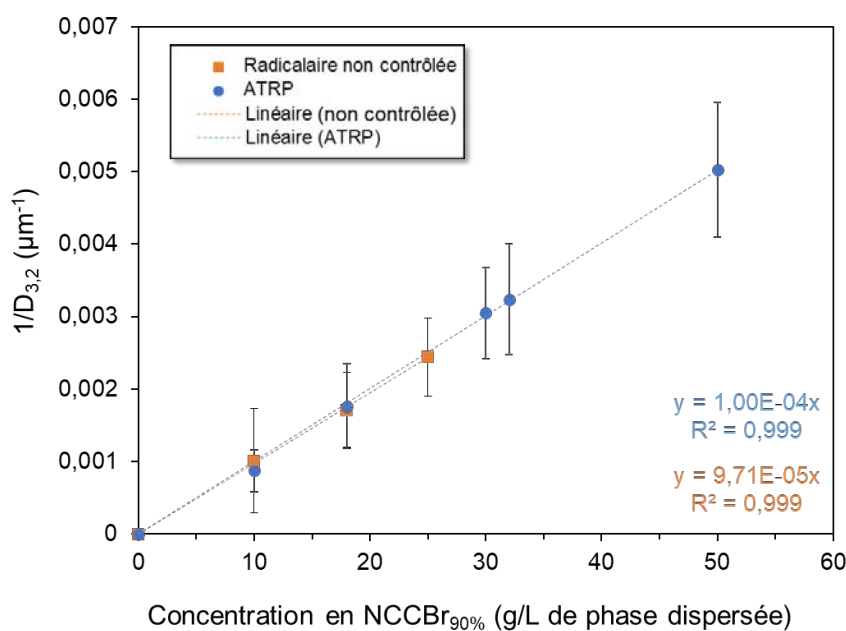 0,007
0,006
0,005
0,004
0,003
0,002
0,001
0
1/D3,2 (µm-1)
Radicalaire non contrôlée
ATRP
Linéaire (non contrôlée)
Linéaire (ATRP)
y = 1,00E-04x
R² = 0,999
y = 9,71E-05x
R² = 0,999
0 10 20 30 40 50 60
Concentration en NCCBr90% (g/L de phase dispersée)